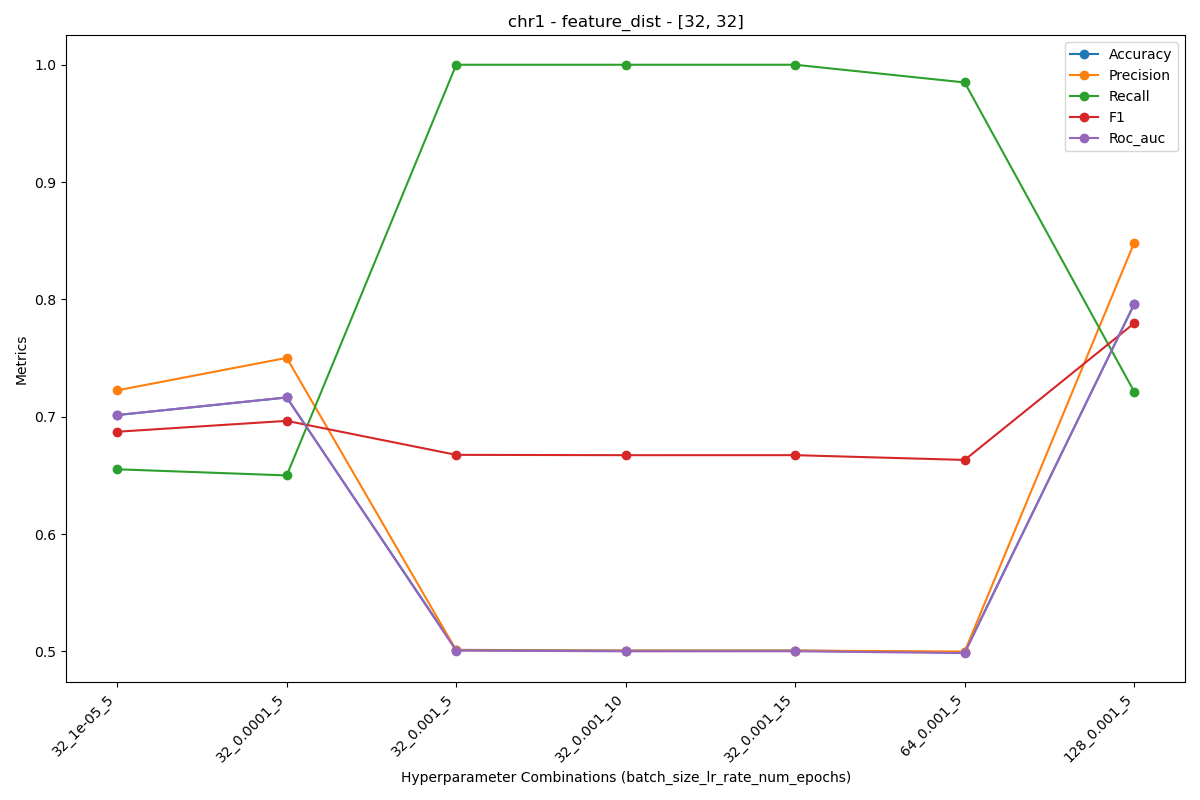 chr1 - feature_dist - [32, 32]
Accuracy
Precision
Recall
F1
Roc_auc
Metrics
1.0
0.9
0.8
0.7
0.6
0.5
32_1e-05_5
32_0.0001_5
32_0.001_5
32_0.001_10
32_0.001_15
64_0.001_5
128_0.001_5
Hyperparameter Combinations (batch_size_lr_rate_num_epochs)